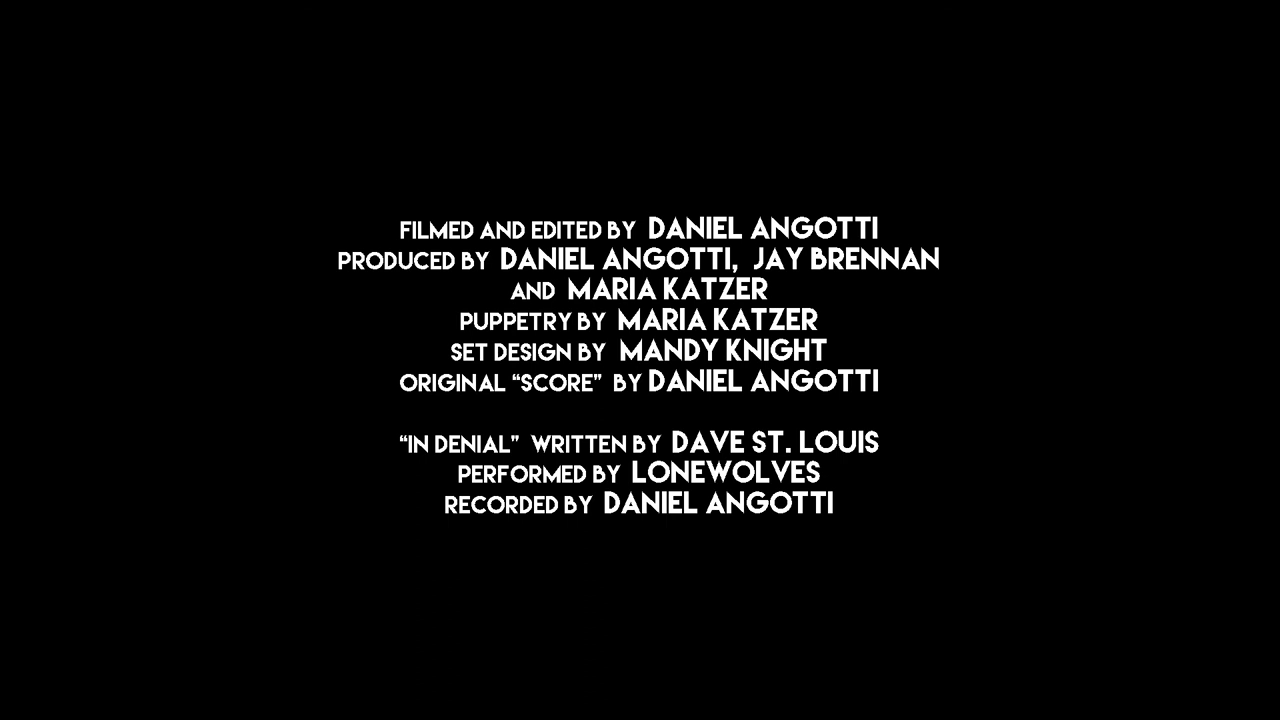 FILMED AND EDITED BY DANIEL ANGOTTI
PRODUCED BY DANIEL ANGOTTI, JAY BRENNAN
AND MARIA KATZER
PUPPETRY BY MARIA KATZER
SET DESIGN BY MANDY KNIGHT
ORIGINAL “SCORE” BY DANIEL ANGOTTI
“IN DENIAL” WRITTEN BY DAVE ST. LOUIS
PERFORMED BY LONEWOLVES
RECORDED BY DANIEL ANGOTTI